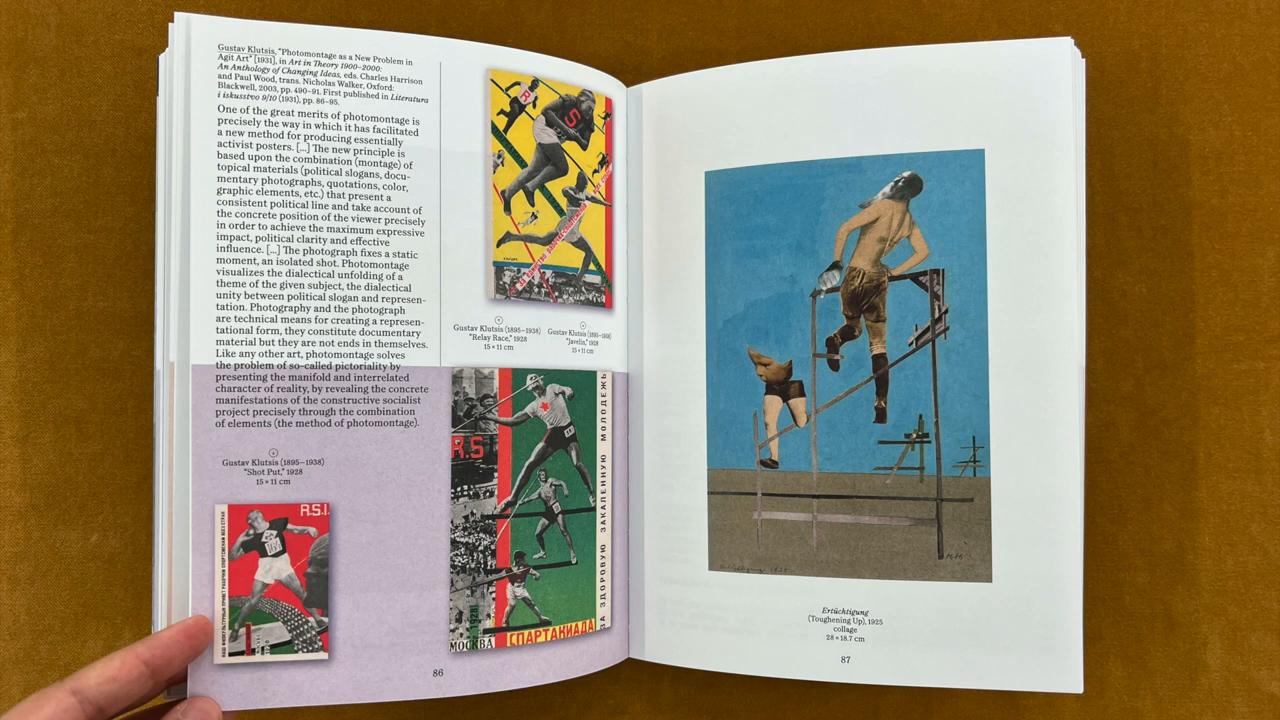 Gustav Klutsis, "Photomontage as a New Problem in
Agit Art" [1931], in Art in Theory 1900–2000:
An Anthology of Changing Ideas, eds. Charles Harrison
and Paul Wood, trans. Nicholas Walker, Oxford:
Blackwell, 2003, pp. 490–91. First published in Literatura
i iskusstvo 9/10 (1931), pp. 86–95.
One of the great merits of photomontage is
precisely the way in which it has facilitated
a new method for producing essentially
activist posters. [...] The new principle is
based upon the combination (montage) of
topical materials (political slogans, docu-
mentary photographs, quotations, color,
graphic elements, etc.) that present a
consistent political line and take account of
the concrete position of the viewer precisely
in order to achieve the maximum expressive
impact, political clarity and effective
influence. [...] The photograph fixes a static
moment, an isolated shot. Photomontage
visualizes the dialectical unfolding of a
theme of the given subject, the dialectical
unity between political slogan and represen-
tation. Photography and the photograph
are technical means for creating a represen-
tational form, they constitute documentary
material but they are not ends in themselves.
Like any other art, photomontage solves
the problem of so-called pictoriality by
presenting the manifold and interrelated
character of reality, by revealing the concrete
manifestations of the constructive socialist
project precisely through the combination
of elements (the method of photomontage).
Gustav Klutsis (1895–1938)
"Shot Put," 1928
15 × 11 cm
R.S.I.
R
S
Gustav Klutsis (1895–1938)
"Relay Race," 1928
15 × 11 cm
Gustav Klutsis (1895–1938)
"Javelin," 1928
15 × 11 cm
R.S.I
ЗА ЗДОРОВУЮ ЗАКАЛЕННУЮ МОЛОДЕЖЬ
1928
МОСКВА
СПАРТАКИАДА
86
Ertüchtigung
(Toughening Up), 1925
collage
28 × 18.7 cm
87